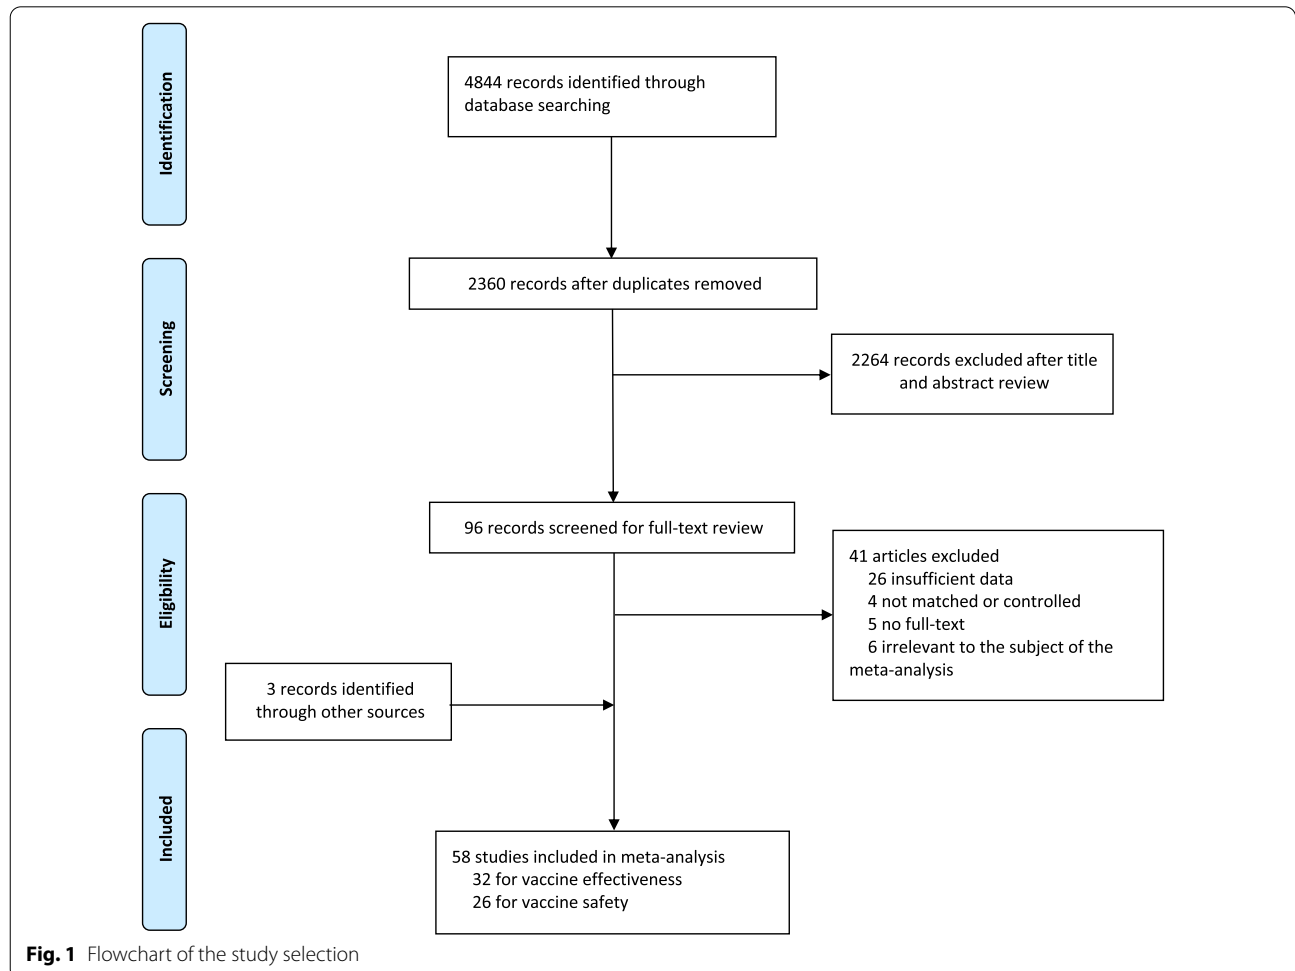 Identification
4844 records identified through
database searching
Screening
2360 records after duplicates removed
2264 records excluded after title
and abstract review
Eligibility
96 records screened for full-text review
41 articles excluded
26 insufficient data
4 not matched or controlled
5 no full-text
6 irrelevant to the subject of the
meta-analysis
3 records identified
through other sources
Included
58 studies included in meta-analysis
32 for vaccine effectiveness
26 for vaccine safety
Fig. 1 Flowchart of the study selection